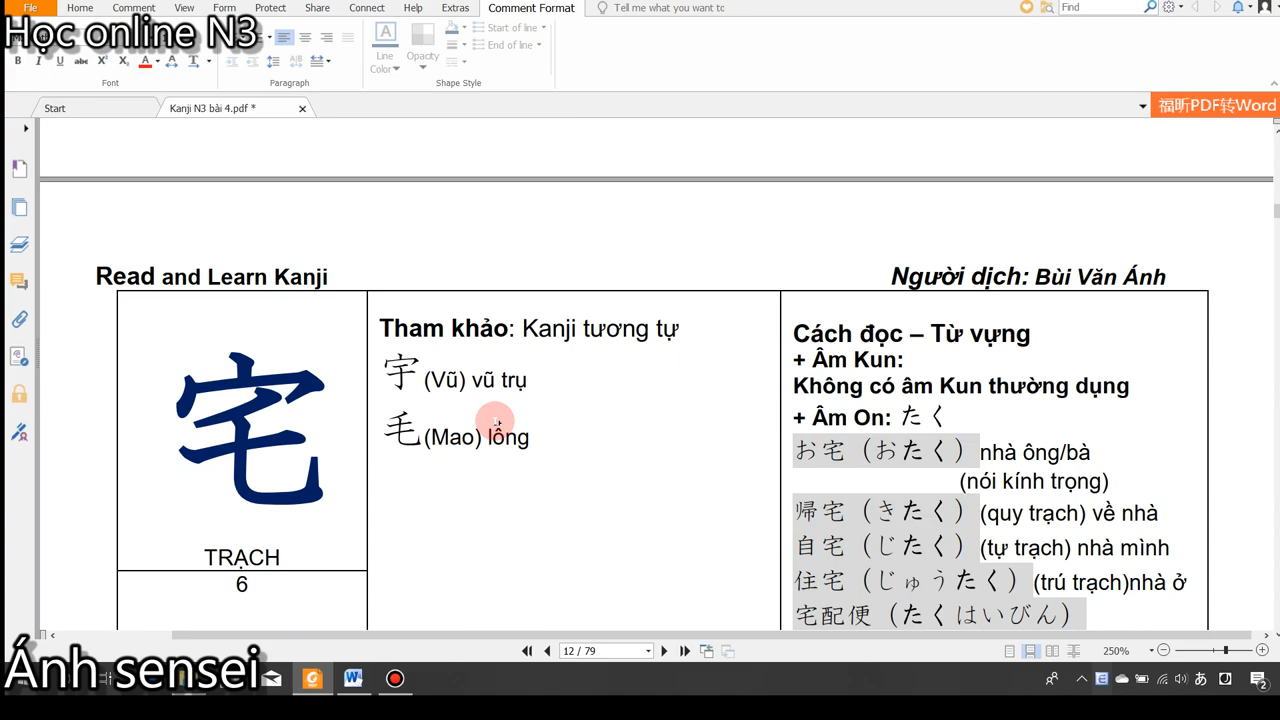 File Home Comment View Form Protect Share Connect Help Extras Comment Format Tell me what you want tc Find
Học online N3
Line Color
Opacity
Start of line
End of line
Font Paragraph Shape Style
Start Kanji N3 bài 4.pdf * 福昕PDF转Word
Read and Learn Kanji Người dịch: Bùi Văn Ánh
宅
TRẠCH
6
Tham khảo: Kanji tương tự
宇 (Vũ) vũ trụ
毛 (Mao) lông
Cách đọc – Từ vựng
+ Âm Kun:
Không có âm Kun thường dụng
+ Âm On: たく
お宅（おたく）nhà ông/bà
(nói kính trọng)
帰宅（きたく）(quy trạch) về nhà
自宅（じたく）(tự trạch) nhà mình
住宅（じゅうたく）(trú trạch)nhà ở
宅配便（たくはいびん）
12 / 79 250%
Ánh sensei